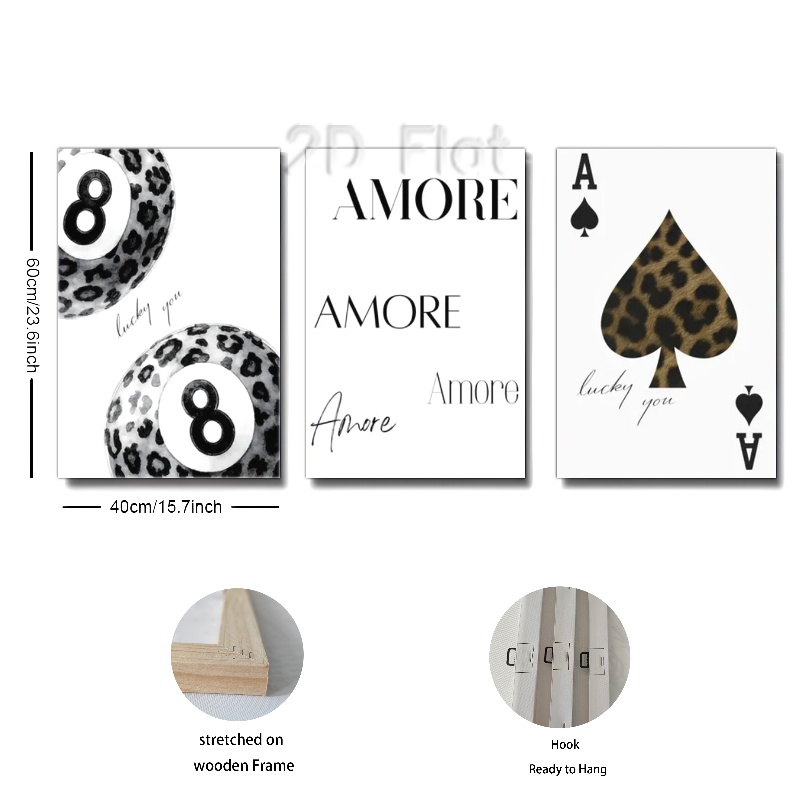 2D Flat
60cm/23.6inch
8
lucky you
8
40cm/15.7inch
AMORE
AMORE
Amore
Amore
A
lucky you
A
stretched on
wooden Frame
Hook
Ready to Hang